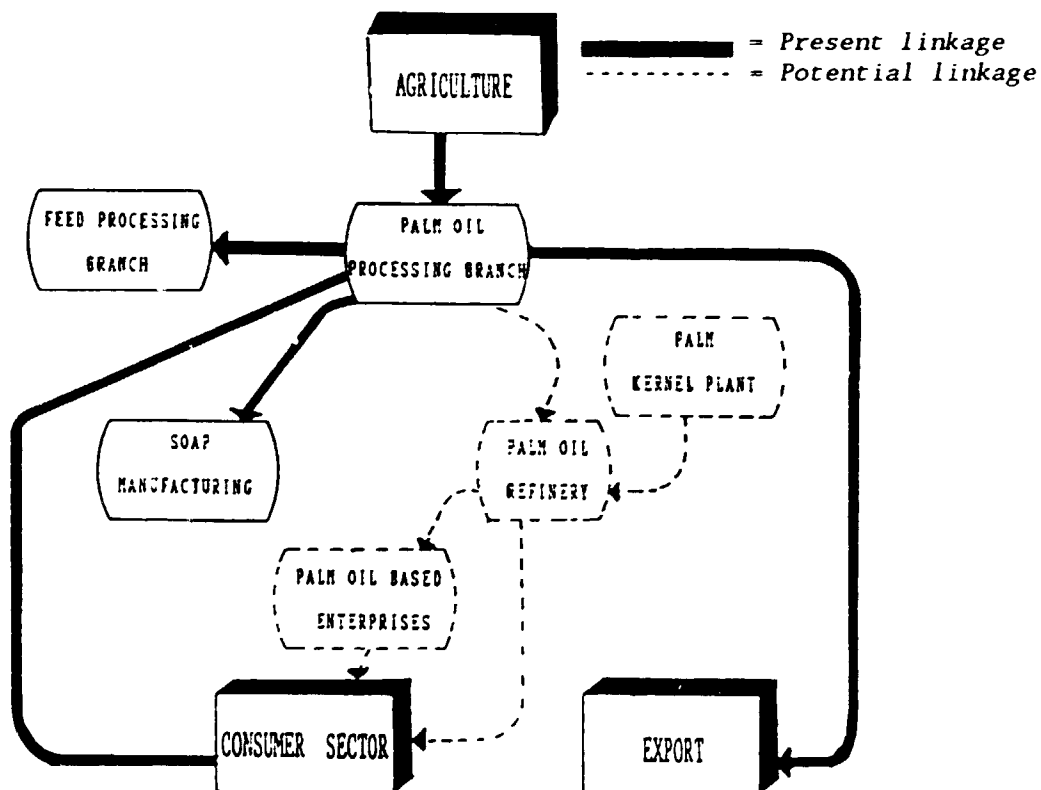 = Present linkage
= Potential linkage
AGRICULTURE
FEED PROCESSING
BRANCH
PALM OIL
PROCESSING BRANCH
PALM
KERNEL PLANT
SOAP
MANUFACTURING
PALM OIL
REFINERY
PALM OIL BASED
ENTERPRISES
CONSUMER SECTOR
EXPORT